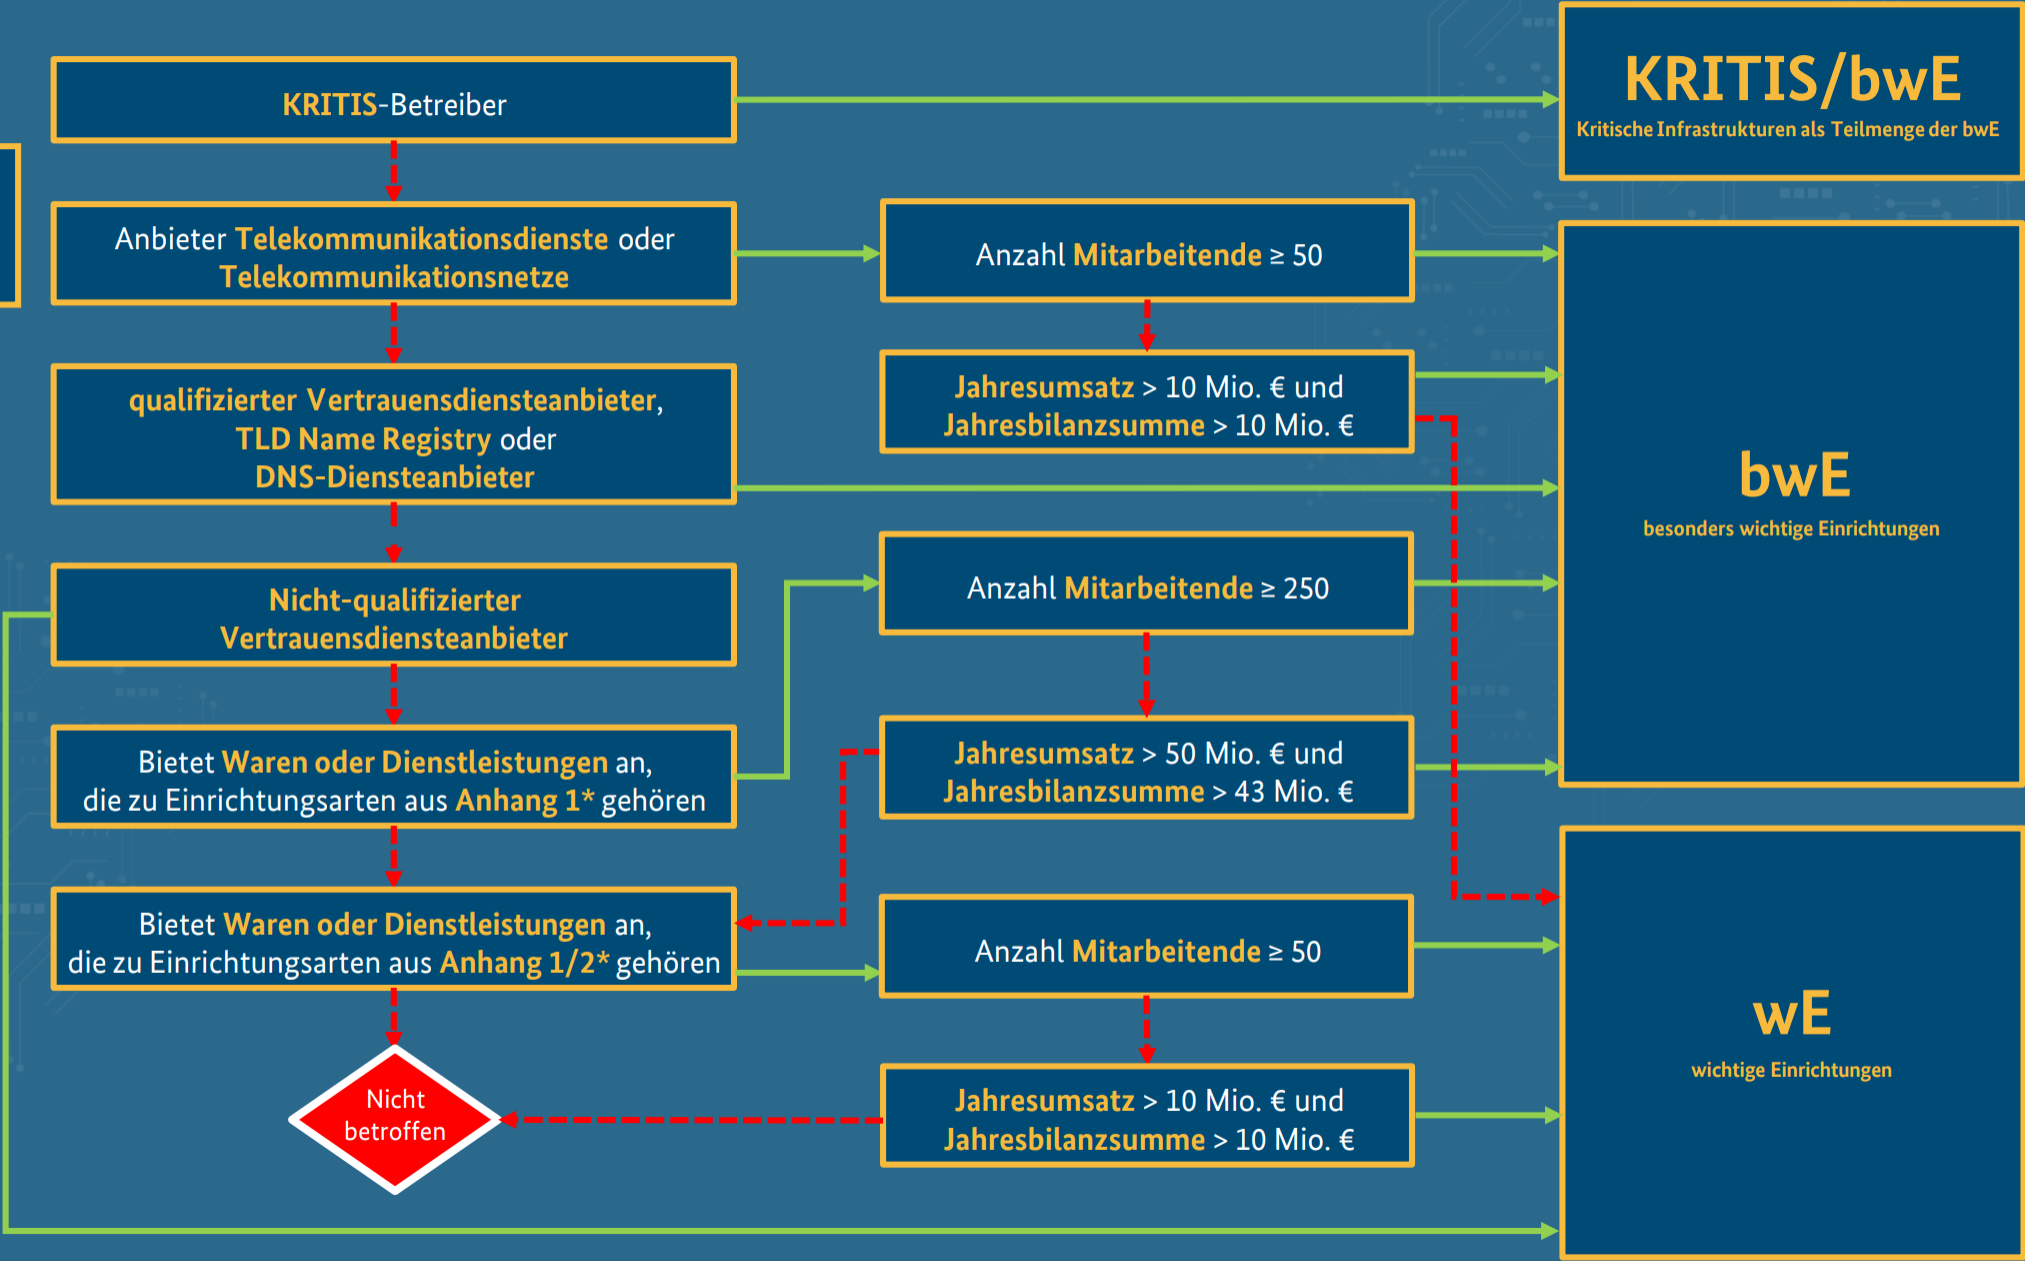 KRITIS-Betreiber
KRITIS/bwE
Kritische Infrastrukturen als Teilmenge der bwE
Anbieter Telekommunikationsdienste oder
Telekommunikationsnetze
Anzahl Mitarbeitende ≥ 50
Jahresumsatz > 10 Mio. € und
Jahresbilanzsumme > 10 Mio. €
qualifizierter Vertrauensdiensteanbieter,
TLD Name Registry oder
DNS-Diensteanbieter
bwE
besonders wichtige Einrichtungen
Nicht-qualifizierter
Vertrauensdiensteanbieter
Anzahl Mitarbeitende ≥ 250
Bietet Waren oder Dienstleistungen an,
die zu Einrichtungsarten aus Anhang 1* gehören
Jahresumsatz > 50 Mio. € und
Jahresbilanzsumme > 43 Mio. €
Bietet Waren oder Dienstleistungen an,
die zu Einrichtungsarten aus Anhang 1/2* gehören
Anzahl Mitarbeitende ≥ 50
wE
wichtige Einrichtungen
Nicht
betroffen
Jahresumsatz > 10 Mio. € und
Jahresbilanzsumme > 10 Mio. €